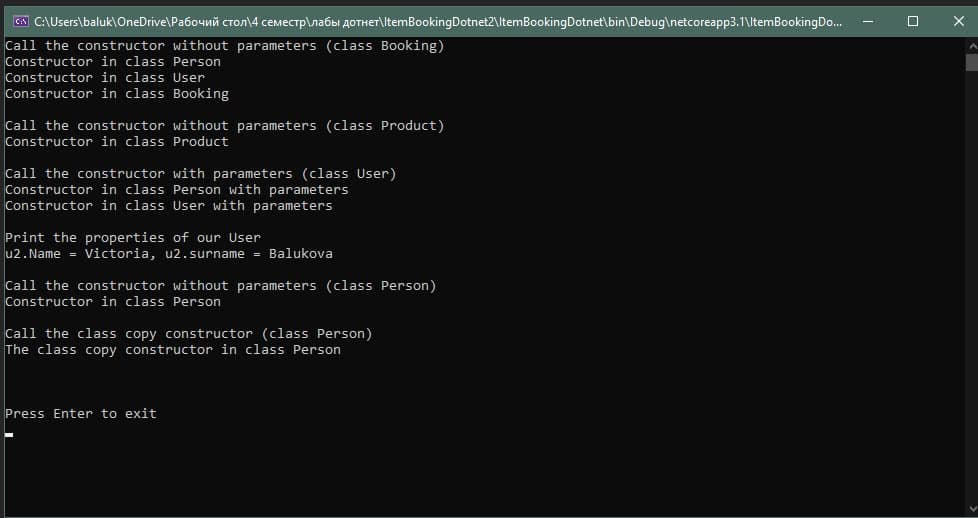 C:\Users\baluk\OneDrive\Рабочий стол\4 семестр\лабы дотнет\ItemBookingDotnet2\ItemBookingDotnet\bin\Debug\netcoreapp3.1\ItemBookingDo...
Call the constructor without parameters (class Booking)
Constructor in class Person
Constructor in class User
Constructor in class Booking
Call the constructor without parameters (class Product)
Constructor in class Product
Call the constructor with parameters (class User)
Constructor in class Person with parameters
Constructor in class User with parameters
Print the properties of our User
u2.Name = Victoria, u2.surname = Balukova
Call the constructor without parameters (class Person)
Constructor in class Person
Call the class copy constructor (class Person)
The class copy constructor in class Person
Press Enter to exit